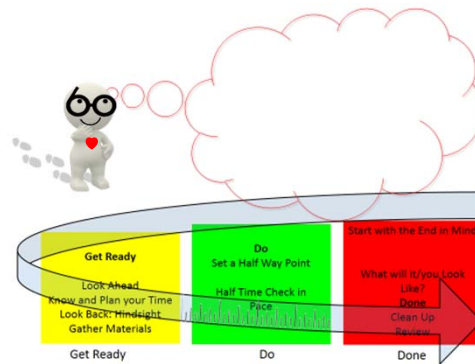 Get Ready
Look Ahead
Know and Plan your Time
Look Back: Hindsight
Gather Materials
Do
Set a Half Way Point
Half Time Check in
Pace
Start with the End in Mind
What will it/you Look
Like?
Done
Clean Up
Review
Get Ready
Do
Done